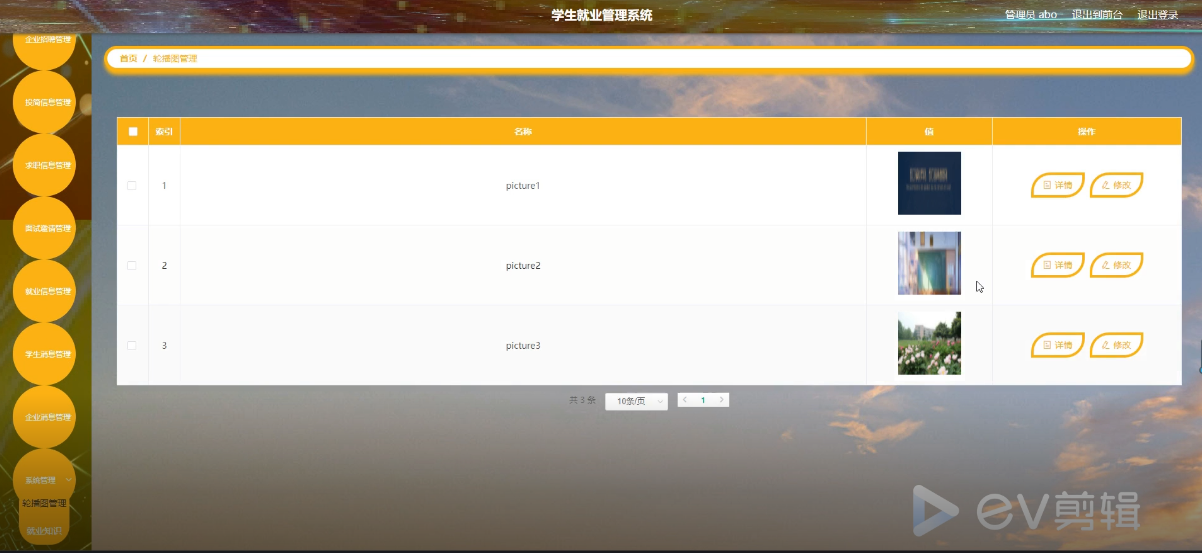 学生就业管理系统
管理员 abo 退出到前台 退出登录
企业招聘管理
投简信息管理
求职信息管理
面试邀请管理
就业信息管理
学生消息管理
企业消息管理
系统管理
轮播图管理
就业知识
首页 / 轮播图管理
索引 名称 值 操作
1 picture1 详情 修改
2 picture2 详情 修改
3 picture3 详情 修改
共 3 条 10条/页 1
EV剪辑